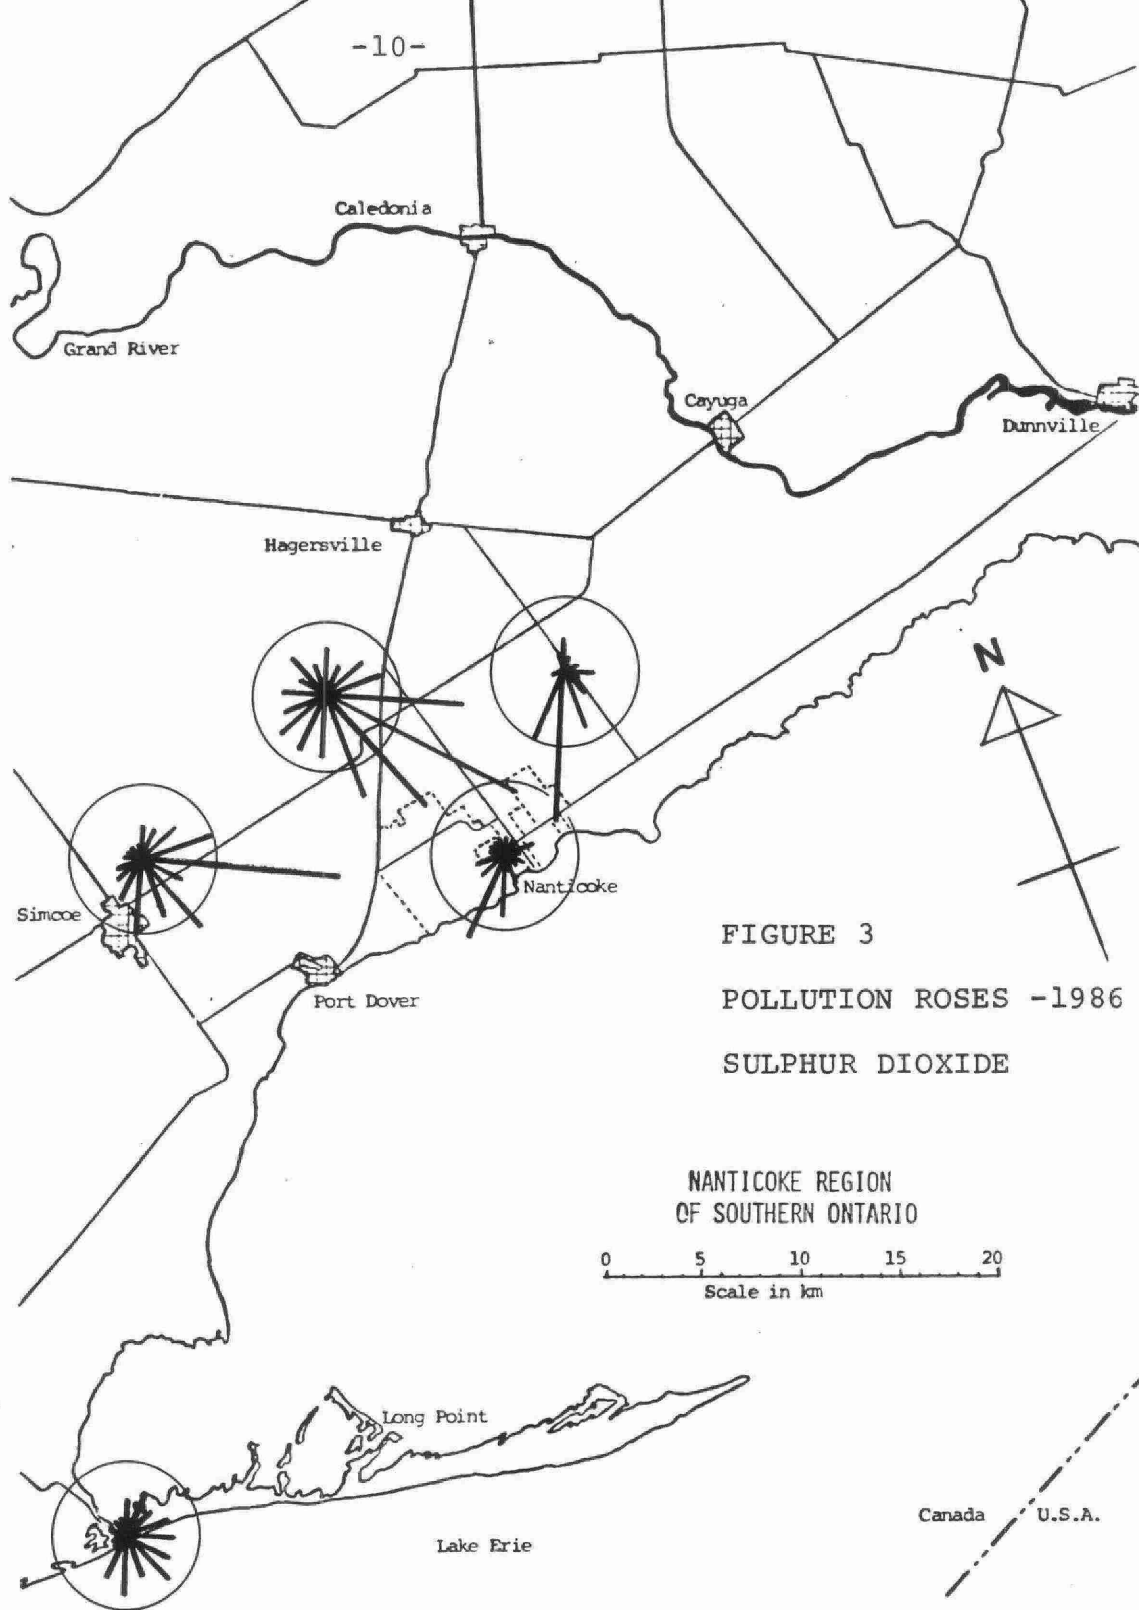 -10-
Caledonia
Grand River
Cayuga
Dunnville
Hagersville
N
Simcoe
Nanticoke
Port Dover
FIGURE 3
POLLUTION ROSES -1986
SULPHUR DIOXIDE
NANTICOKE REGION
OF SOUTHERN ONTARIO
0 5 10 15 20
Scale in km
Long Point
Lake Erie
Canada U.S.A.